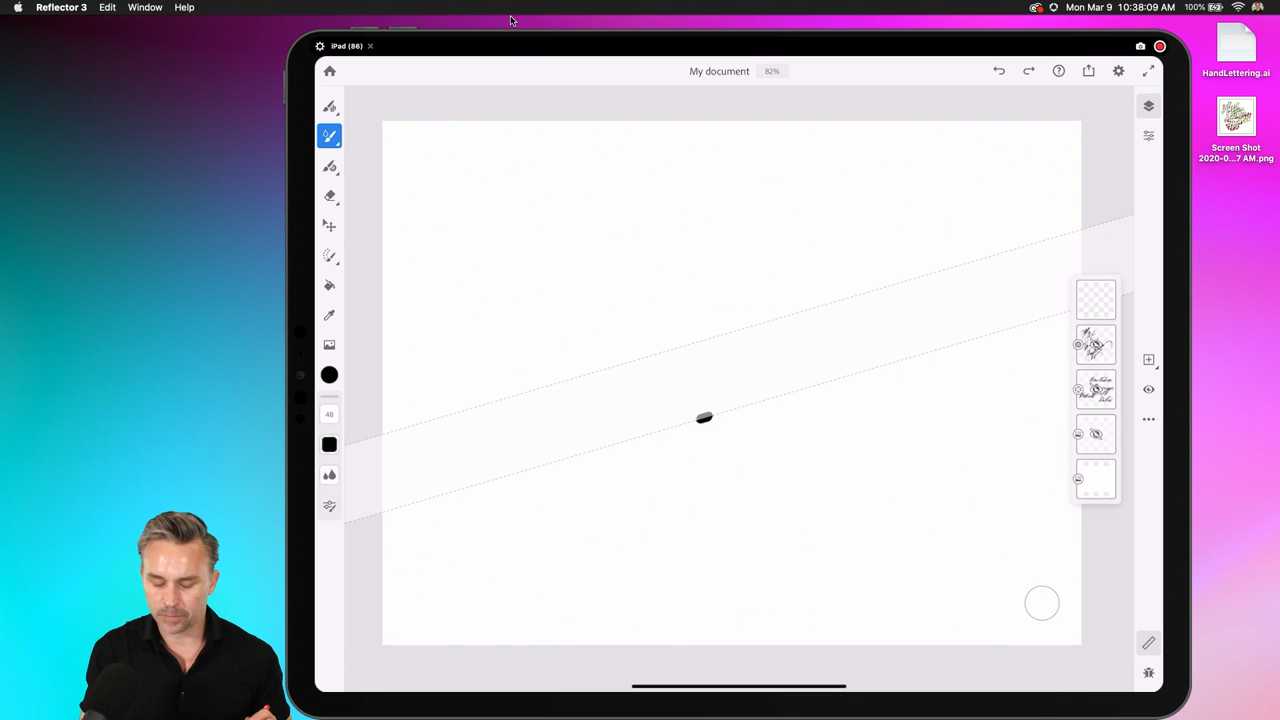 Reflector 3 Edit Window Help
100% Mon Mar 9 10:38:09 AM
iPad (86)
My document 82%
48
HandLettering.ai
Screen Shot
2020-0...7 AM.png